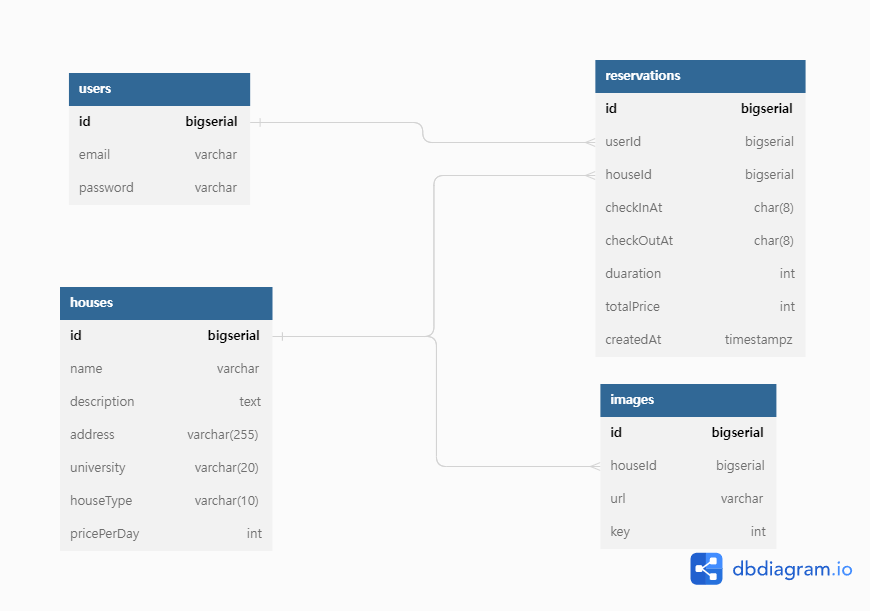 users
id bigserial
email varchar
password varchar
houses
id bigserial
name varchar
description text
address varchar(255)
university varchar(20)
houseType varchar(10)
pricePerDay int
reservations
id bigserial
userId bigserial
houseId bigserial
checkInAt char(8)
checkOutAt char(8)
duaration int
totalPrice int
createdAt timestampz
images
id bigserial
houseId bigserial
url varchar
key int
dbdiagram.io